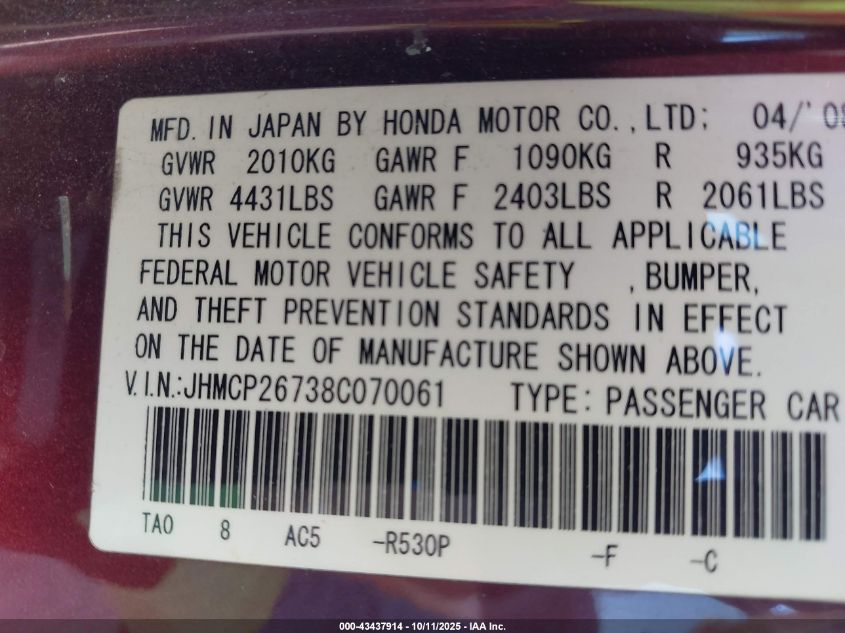 MFD. IN JAPAN BY HONDA MOTOR CO., LTD: 04/'08
GVWR 2010KG GAWR F 1090KG R 935KG
GVWR 4431LBS GAWR F 2403LBS R 2061LBS
THIS VEHICLE CONFORMS TO ALL APPLICABLE
FEDERAL MOTOR VEHICLE SAFETY , BUMPER,
AND THEFT PREVENTION STANDARDS IN EFFECT
ON THE DATE OF MANUFACTURE SHOWN ABOVE.
V.I.N.:JHMCP26738C070061 TYPE: PASSENGER CAR
TA0 8 AC5 -R530P -F -C
000-43437914 - 10/11/2025 - IAA Inc.